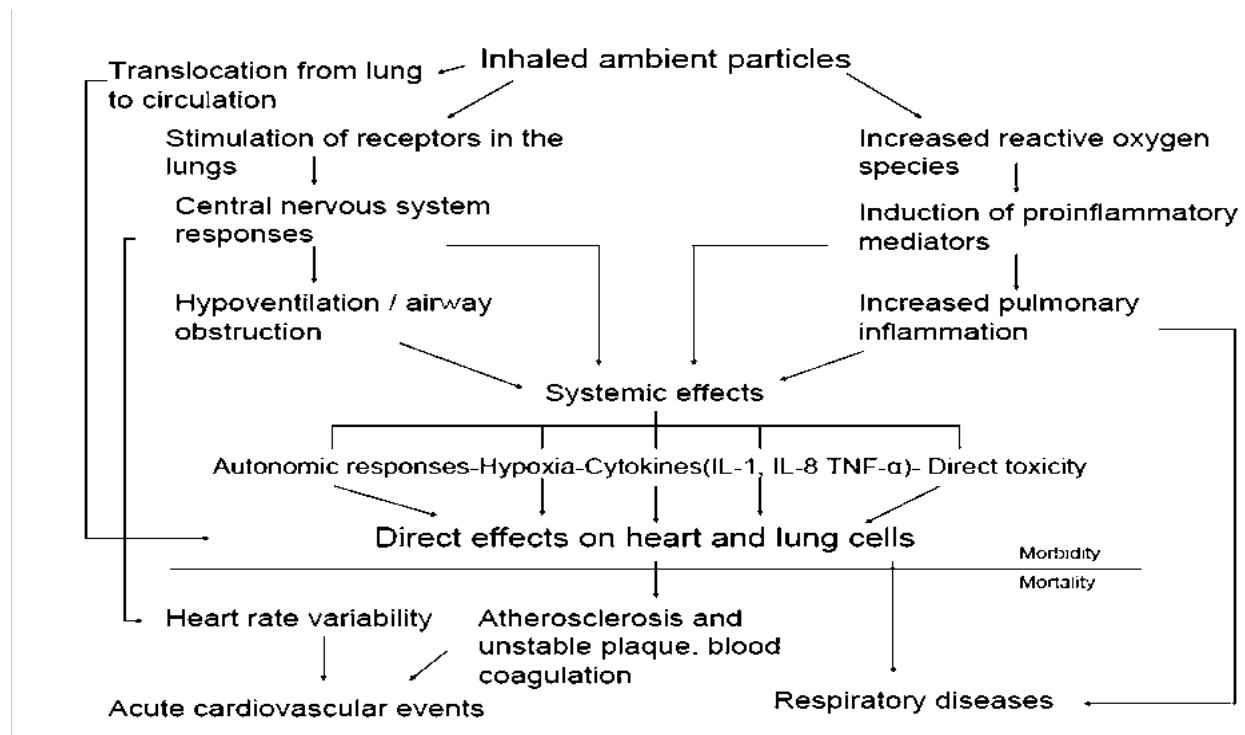 Inhaled ambient particles
Translocation from lung
to circulation
Stimulation of receptors in the
lungs
Increased reactive oxygen
species
Central nervous system
responses
Induction of proinflammatory
mediators
Hypoventilation / airway
obstruction
Increased pulmonary
inflammation
Systemic effects
Autonomic responses-Hypoxia-Cytokines(IL-1, IL-8 TNF-α)- Direct toxicity
Direct effects on heart and lung cells
Morbidity
Mortality
Heart rate variability
Atherosclerosis and
unstable plaque. blood
coagulation
Acute cardiovascular events
Respiratory diseases